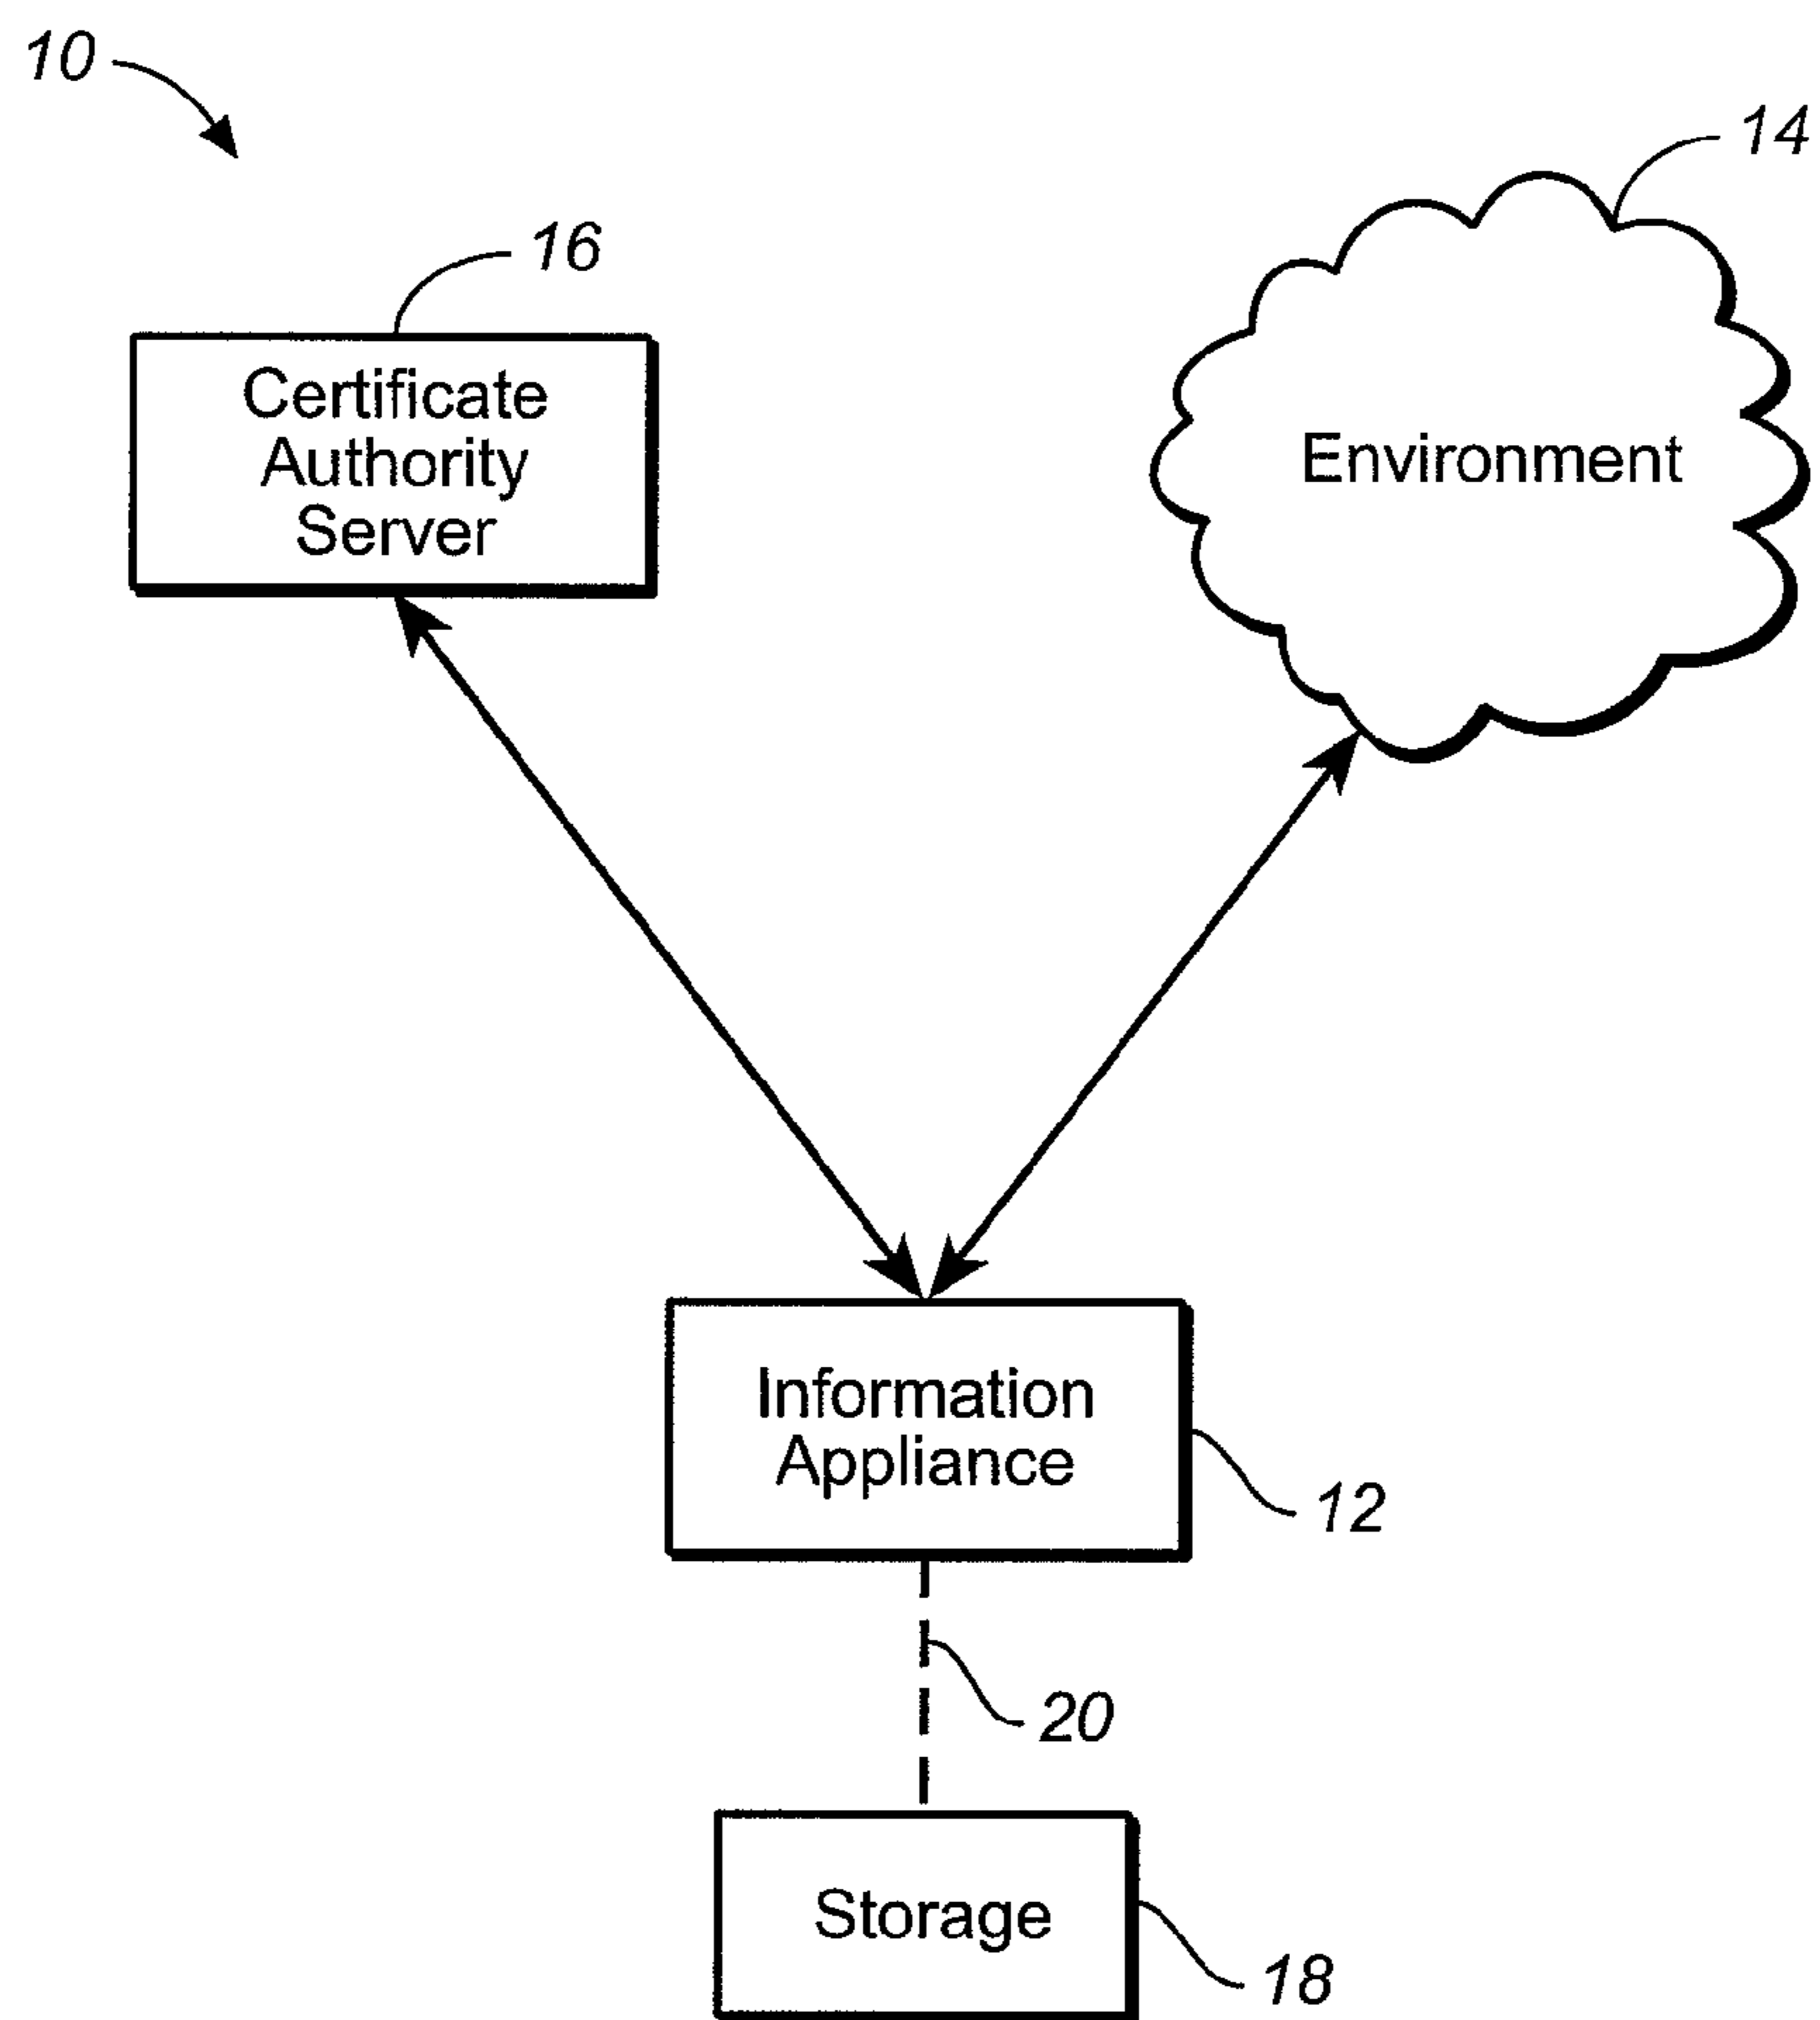 10
14
16
Certificate
Authority
Server
Environment
Information
Appliance
12
20
Storage
18